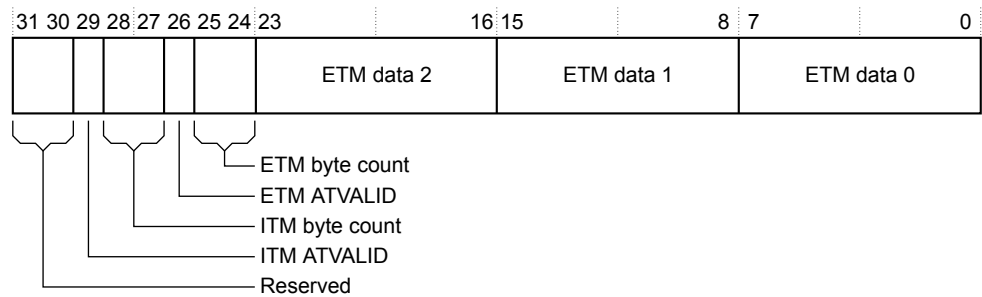 31 30 29 28 27 26 25 24 23 16 15 8 7 0
ETM data 2 ETM data 1 ETM data 0
ETM byte count
ETM ATVALID
ITM byte count
ITM ATVALID
Reserved